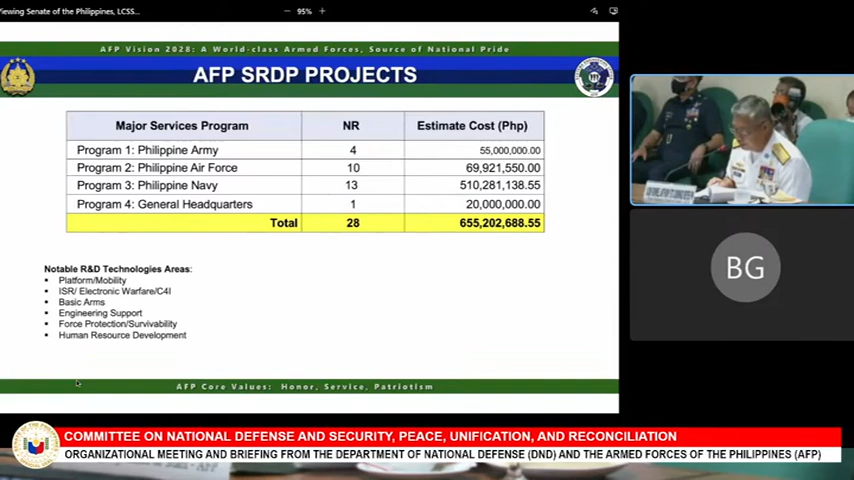 Viewing Senate of the Philippines, LCSS...
95%
AFP Vision 2028: A World-class Armed Forces, Source of National Pride
AFP SRDP PROJECTS
Major Services Program NR Estimate Cost (Php)
Program 1: Philippine Army 4 55,000,000.00
Program 2: Philippine Air Force 10 69,921,550.00
Program 3: Philippine Navy 13 510,281,138.55
Program 4: General Headquarters 1 20,000,000.00
Total 28 655,202,688.55
Notable R&D Technologies Areas:
Platform/Mobility
ISR/ Electronic Warfare/C4I
Basic Arms
Engineering Support
Force Protection/Survivability
Human Resource Development
AFP Core Values: Honor, Service, Patriotism
BG
COMMITTEE ON NATIONAL DEFENSE AND SECURITY, PEACE, UNIFICATION, AND RECONCILIATION
ORGANIZATIONAL MEETING AND BRIEFING FROM THE DEPARTMENT OF NATIONAL DEFENSE (DND) AND THE ARMED FORCES OF THE PHILIPPINES (AFP)